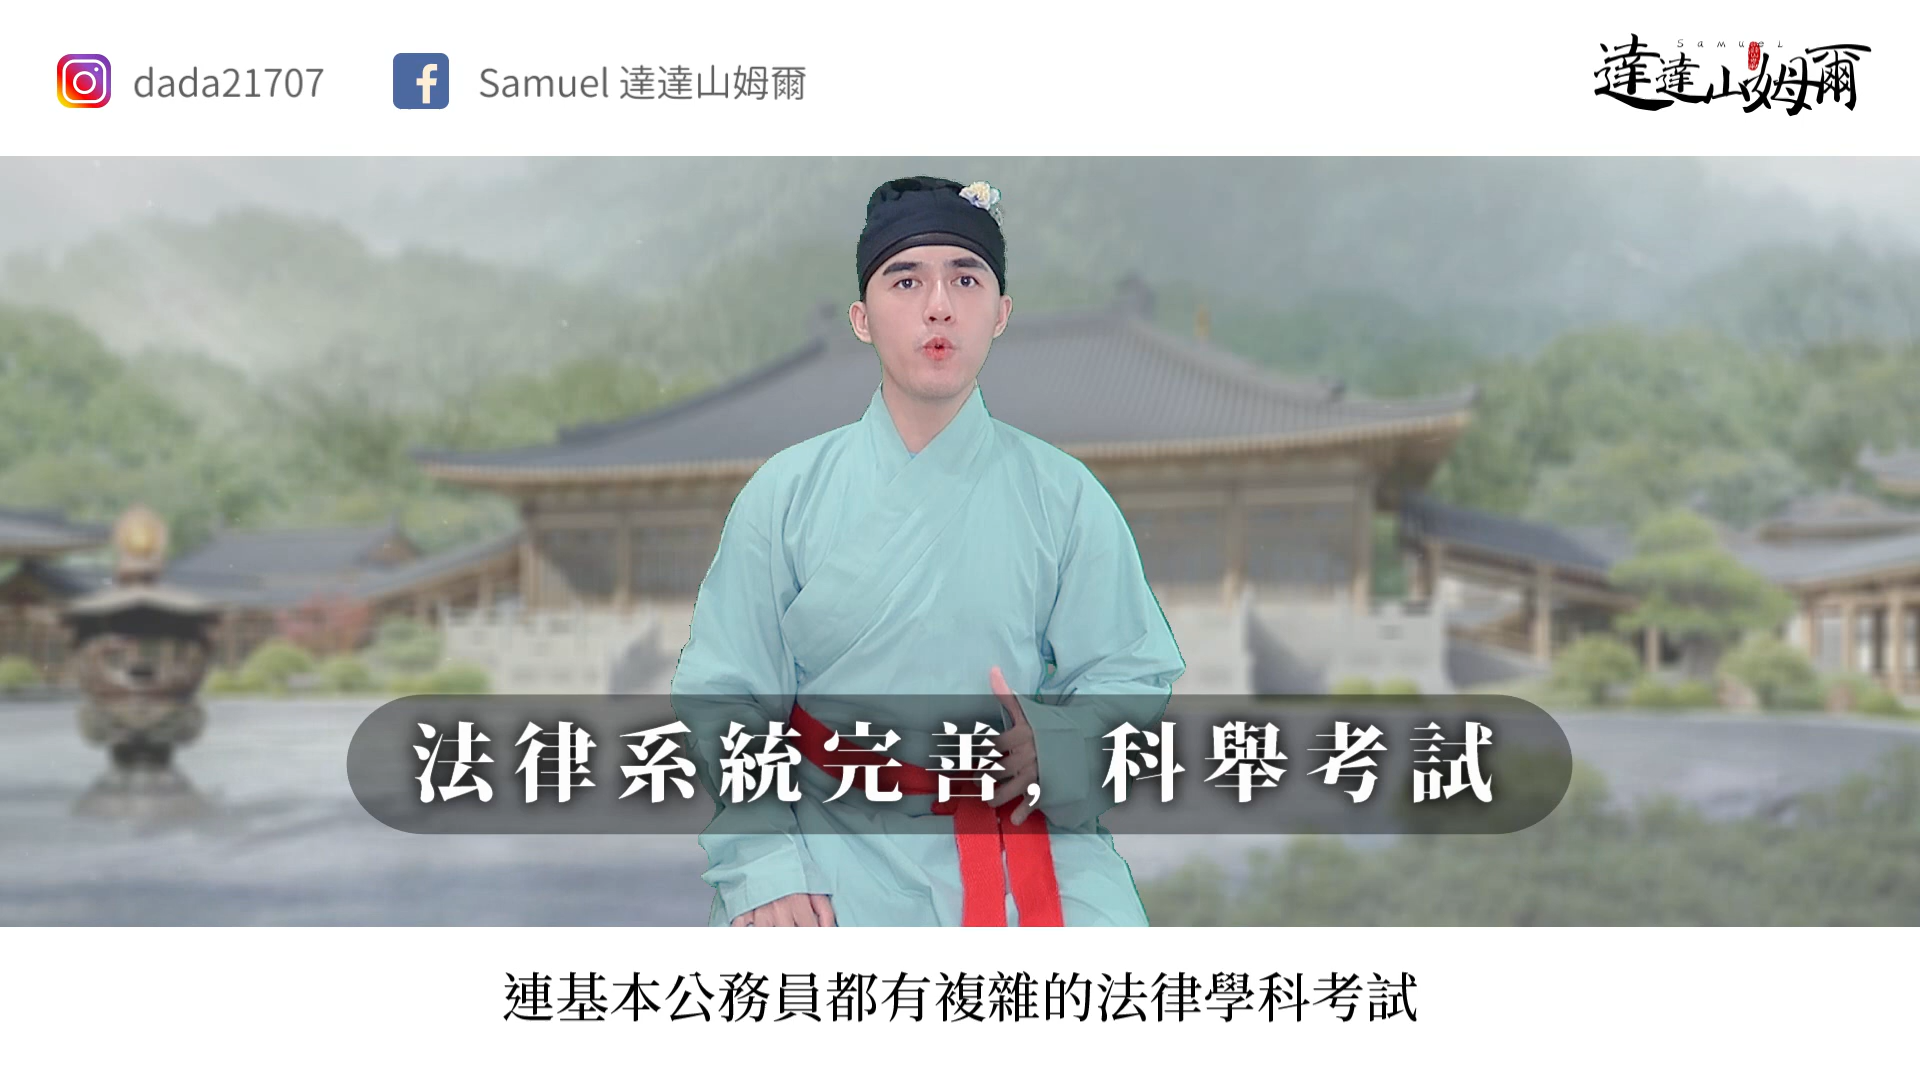 dada21707
Samuel 達達山姆爾
Samuel
達達山姆爾
法律系統完善, 科舉考試
連基本公務員都有複雜的法律學科考試